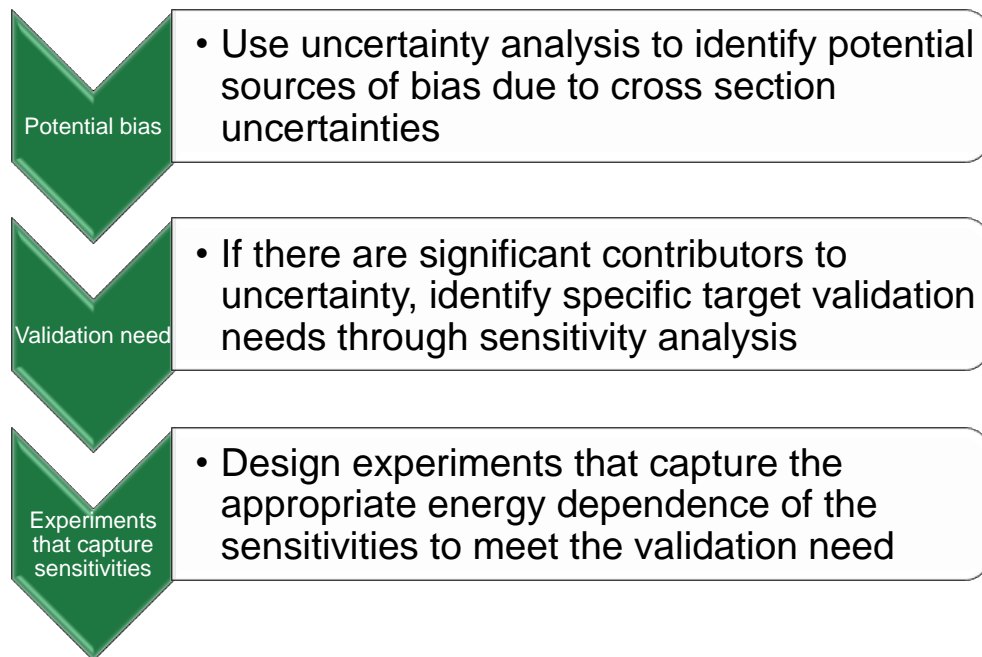 Potential bias
• Use uncertainty analysis to identify potential
sources of bias due to cross section
uncertainties
Validation need
• If there are significant contributors to
uncertainty, identify specific target validation
needs through sensitivity analysis
Experiments
that capture
sensitivities
• Design experiments that capture the
appropriate energy dependence of the
sensitivities to meet the validation need